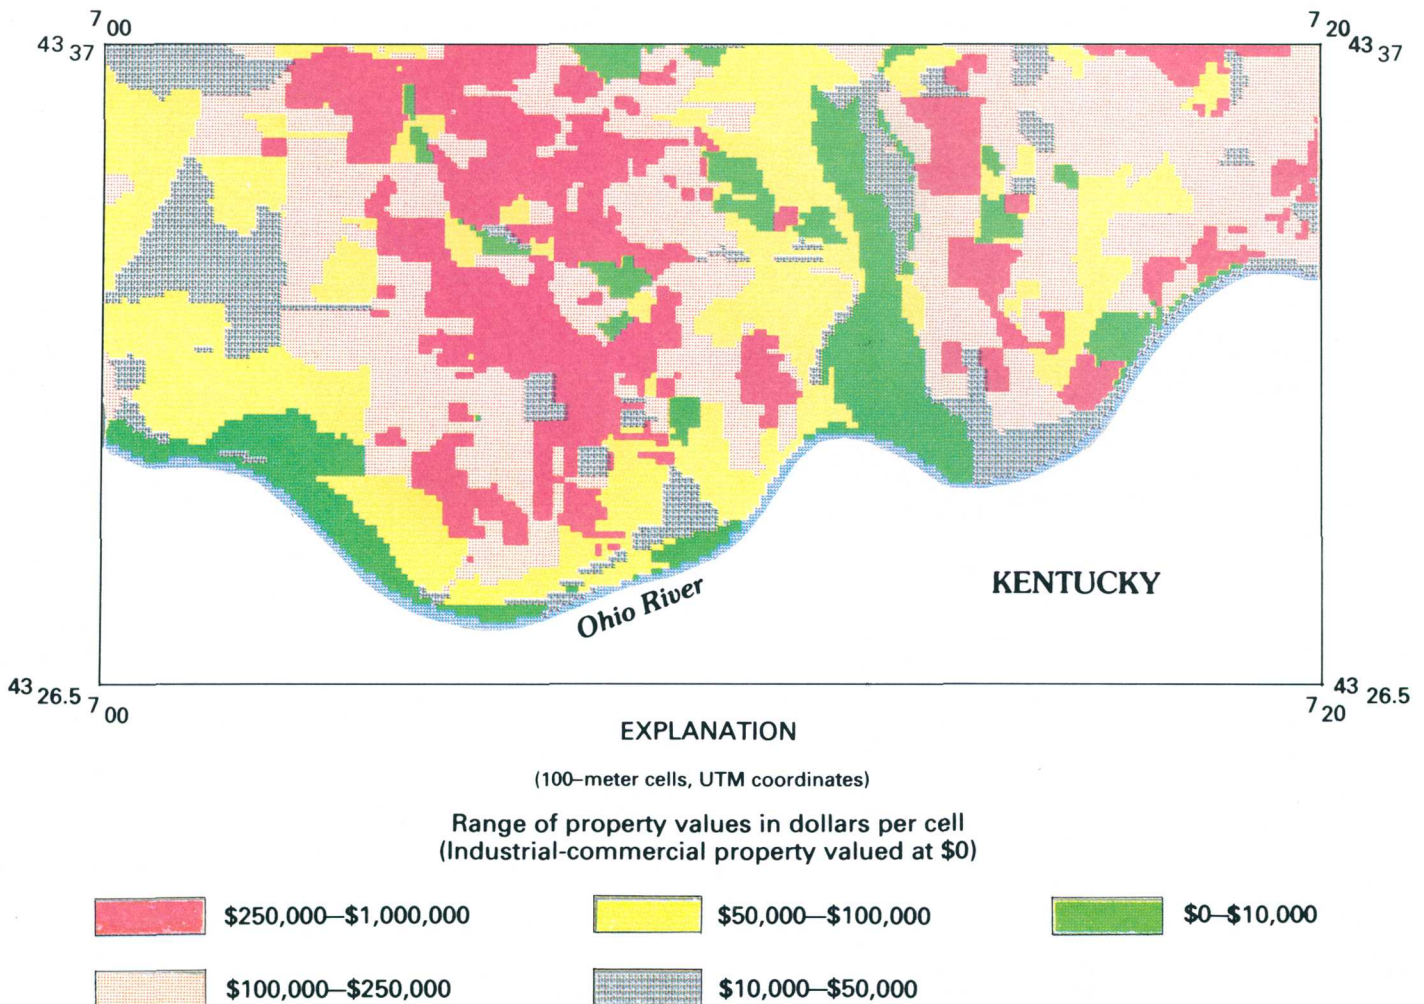 7 00
7 20
43 37
43 37
Ohio River
KENTUCKY
43 26.5
43 26.5
7 00
7 20
EXPLANATION
(100–meter cells, UTM coordinates)
Range of property values in dollars per cell
(Industrial-commercial property valued at $0)
$250,000—$1,000,000
$50,000—$100,000
$0—$10,000
$100,000—$250,000
$10,000—$50,000